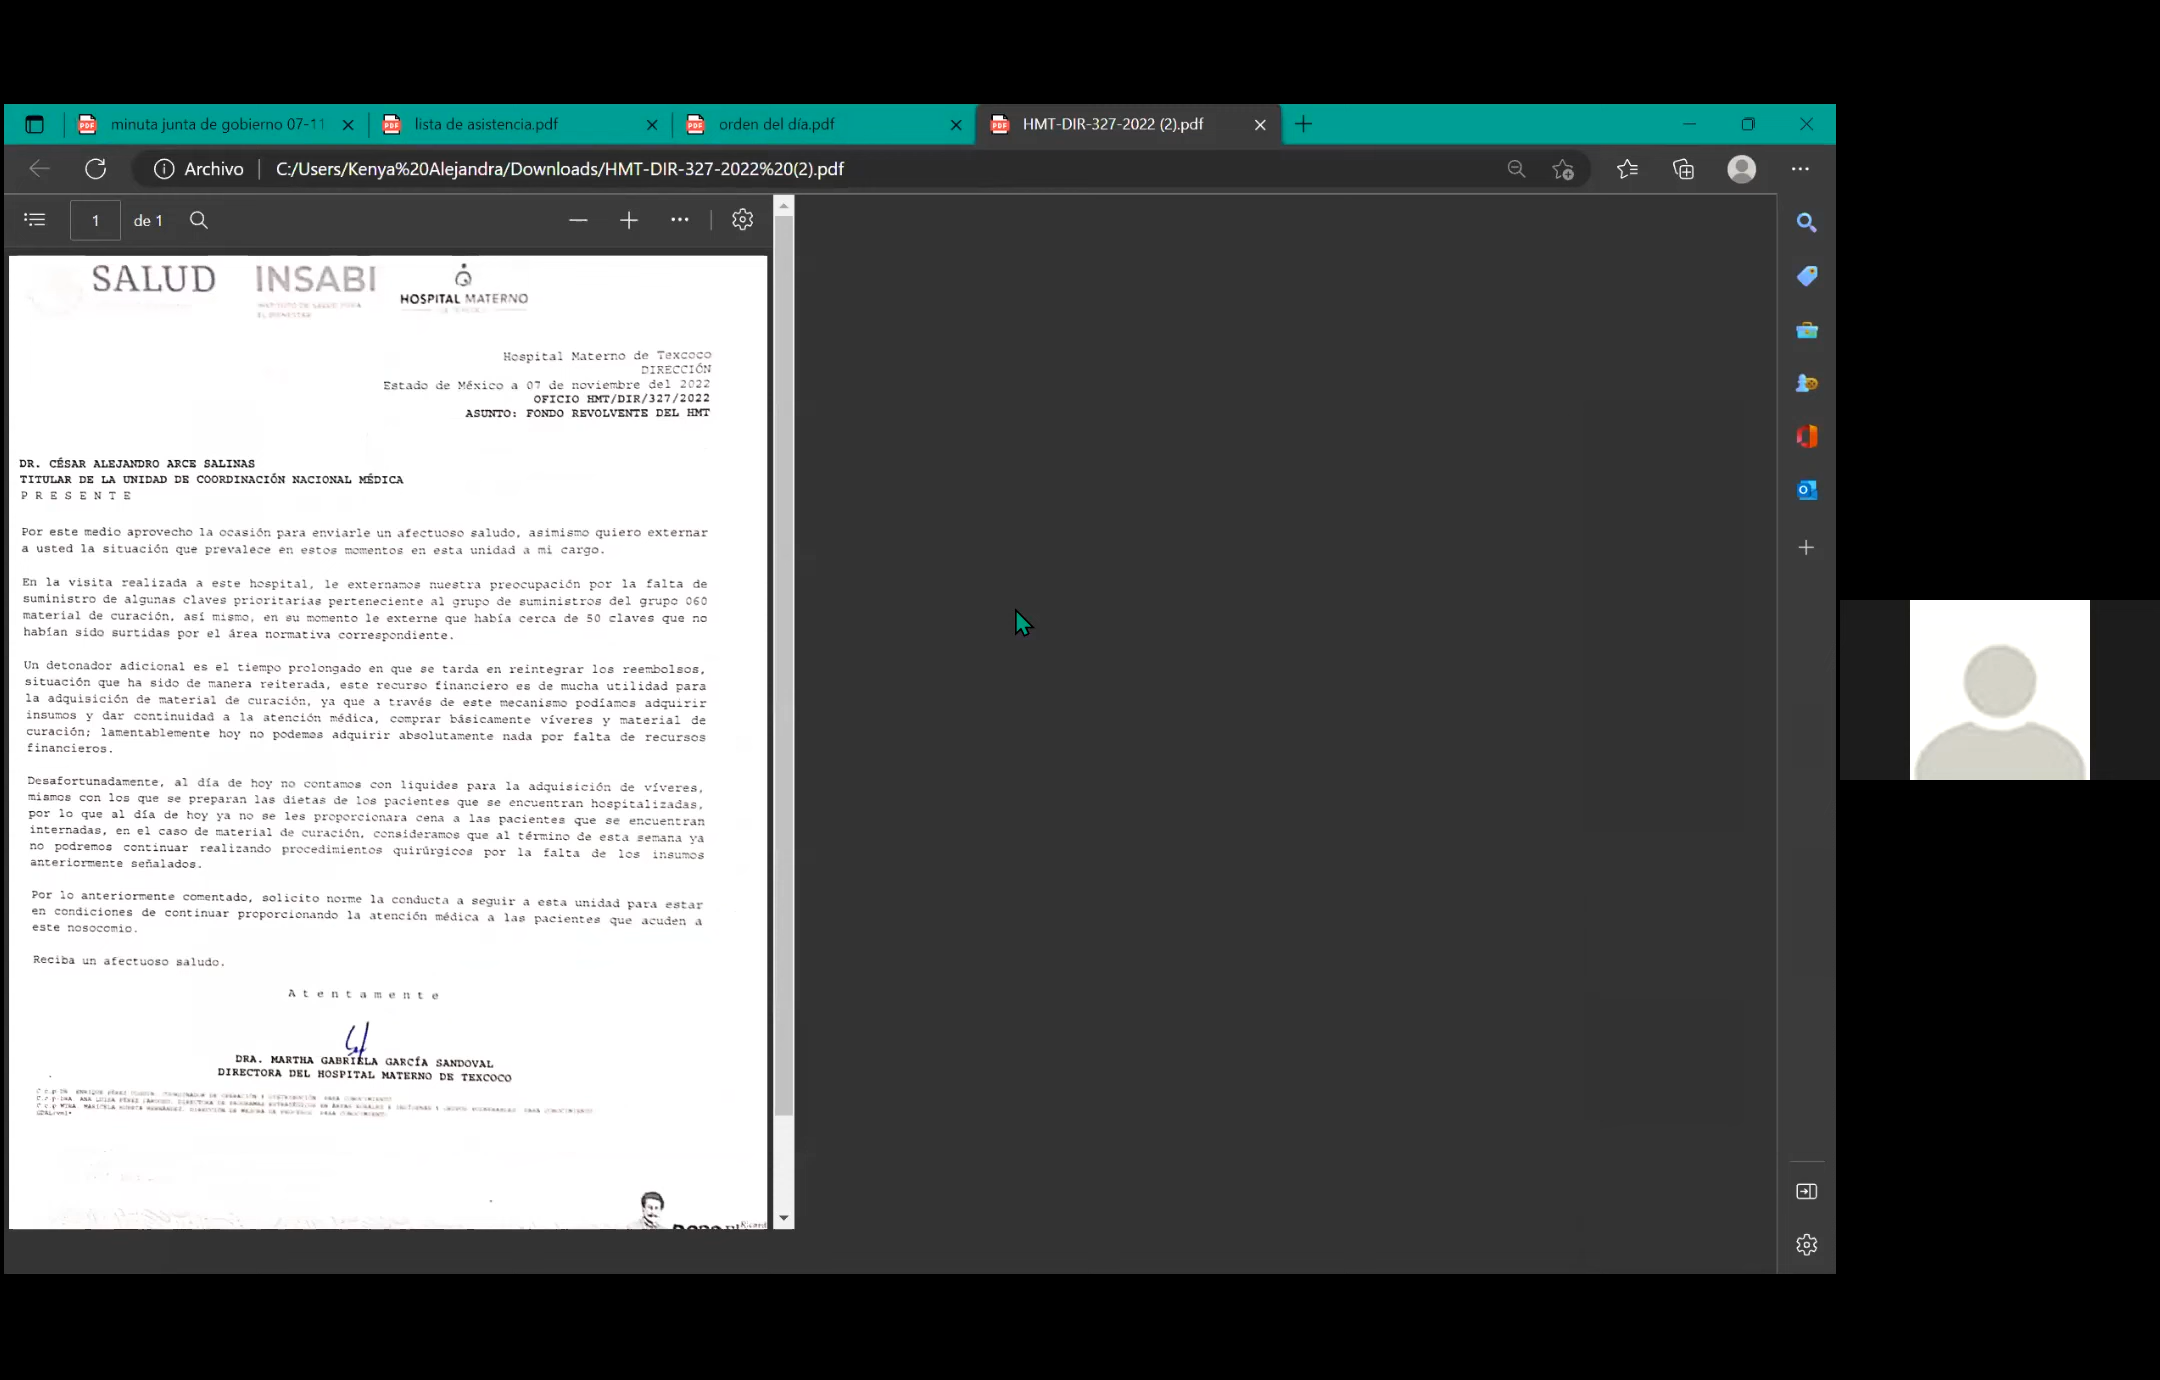 minuta junta de gobierno 07-11
lista de asistencia.pdf
orden del día.pdf
HMT-DIR-327-2022 (2).pdf
Archivo
C:/Users/Kenya%20Alejandra/Downloads/HMT-DIR-327-2022%20(2).pdf
1 de 1
SALUD
INSABI
INSTITUTO DE SALUD PARA
EL BIENESTAR
HOSPITAL MATERNO
DE TEXCOCO
Hospital Materno de Texcoco
DIRECCIÓN
Estado de México a 07 de noviembre del 2022
OFICIO HMT/DIR/327/2022
ASUNTO: FONDO REVOLVENTE DEL HMT
DR. CÉSAR ALEJANDRO ARCE SALINAS
TITULAR DE LA UNIDAD DE COORDINACIÓN NACIONAL MÉDICA
P R E S E N T E
Por este medio aprovecho la ocasión para enviarle un afectuoso saludo, asimismo quiero externar
a usted la situación que prevalece en estos momentos en esta unidad a mi cargo.
En la visita realizada a este hospital, le externamos nuestra preocupación por la falta de
suministro de algunas claves prioritarias perteneciente al grupo de suministros del grupo 060
material de curación, así mismo, en su momento le externe que había cerca de 50 claves que no
habían sido surtidas por el área normativa correspondiente.
Un detonador adicional es el tiempo prolongado en que se tarda en reintegrar los reembolsos,
situación que ha sido de manera reiterada, este recurso financiero es de mucha utilidad para
la adquisición de material de curación, ya que a través de este mecanismo podíamos adquirir
insumos y dar continuidad a la atención médica, comprar básicamente víveres y material de
curación; lamentablemente hoy no podemos adquirir absolutamente nada por falta de recursos
financieros.
Desafortunadamente, al día de hoy no contamos con liquides para la adquisición de víveres,
mismos con los que se preparan las dietas de los pacientes que se encuentran hospitalizadas,
por lo que al día de hoy ya no se les proporcionara cena a las pacientes que se encuentran
internadas, en el caso de material de curación, consideramos que al término de esta semana ya
no podremos continuar realizando procedimientos quirúrgicos por la falta de los insumos
anteriormente señalados.
Por lo anteriormente comentado, solicito norme la conducta a seguir a esta unidad para estar
en condiciones de continuar proporcionando la atención médica a las pacientes que acuden a
este nosocomio.
Reciba un afectuoso saludo.
A t e n t a m e n t e
DRA. MARTHA GABRIELA GARCÍA SANDOVAL
DIRECTORA DEL HOSPITAL MATERNO DE TEXCOCO